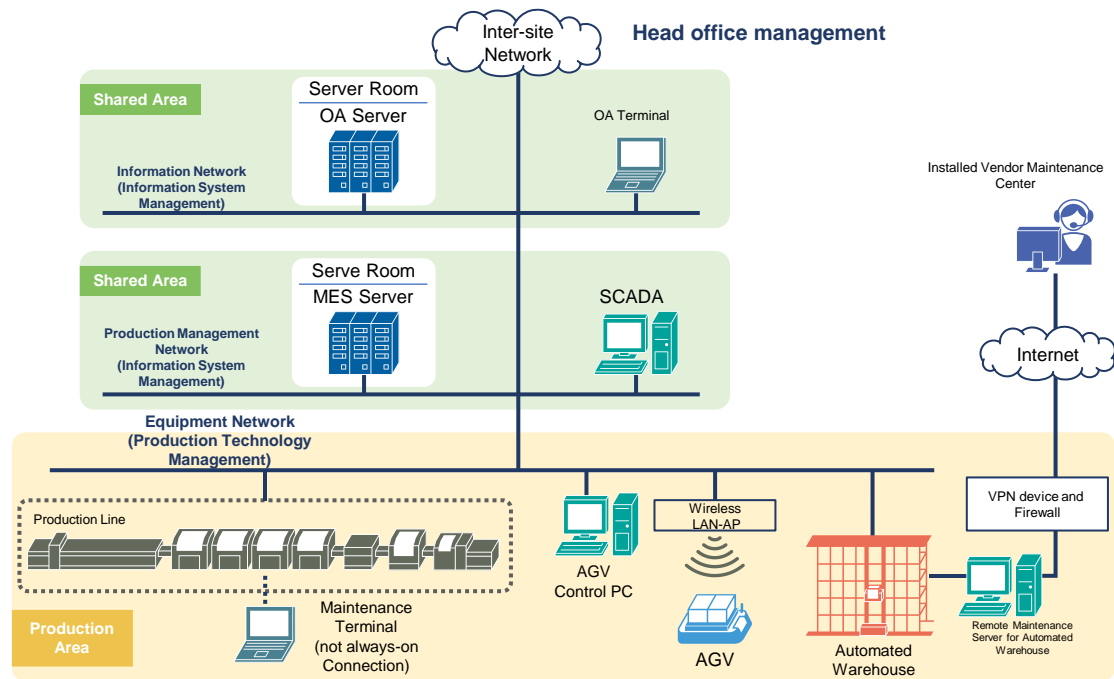 Inter-site
Network
Head office management
Shared Area
Server Room
OA Server
OA Terminal
Information Network
(Information System
Management)
Installed Vendor Maintenance
Center
Shared Area
Serve Room
MES Server
SCADA
Production Management
Network
(Information System
Management)
Internet
Equipment Network
(Production Technology
Management)
Production Line
Wireless
LAN-AP
VPN device and
Firewall
AGV
Control PC
Maintenance
Terminal
(not always-on
Connection)
AGV
Automated
Warehouse
Remote Maintenance
Server for Automated
Warehouse
Production
Area